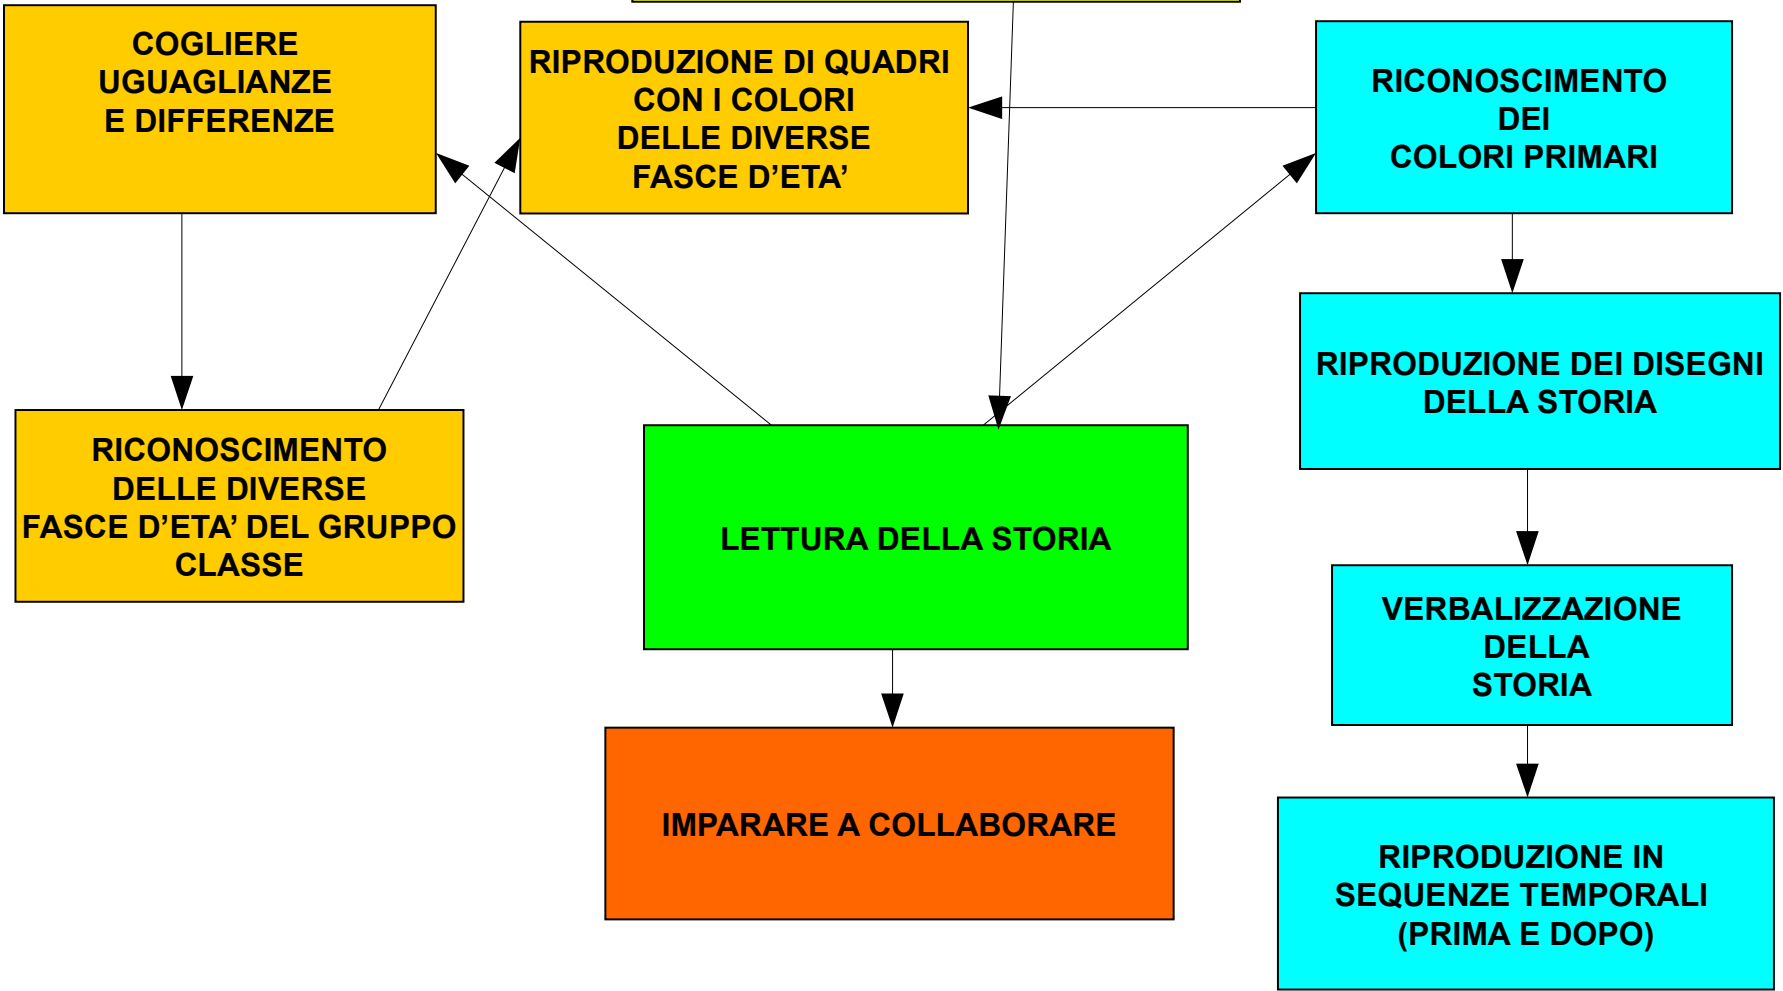 COGLIERE
UGUAGLIANZE
E DIFFERENZE
RIPRODUZIONE DI QUADRI
CON I COLORI
DELLE DIVERSE
FASCE D’ETA’
RICONOSCIMENTO
DEI
COLORI PRIMARI
RIPRODUZIONE DEI DISEGNI
DELLA STORIA
RICONOSCIMENTO
DELLE DIVERSE
FASCE D’ETA’ DEL GRUPPO
CLASSE
LETTURA DELLA STORIA
VERBALIZZAZIONE
DELLA
STORIA
IMPARARE A COLLABORARE
RIPRODUZIONE IN
SEQUENZE TEMPORALI
(PRIMA E DOPO)